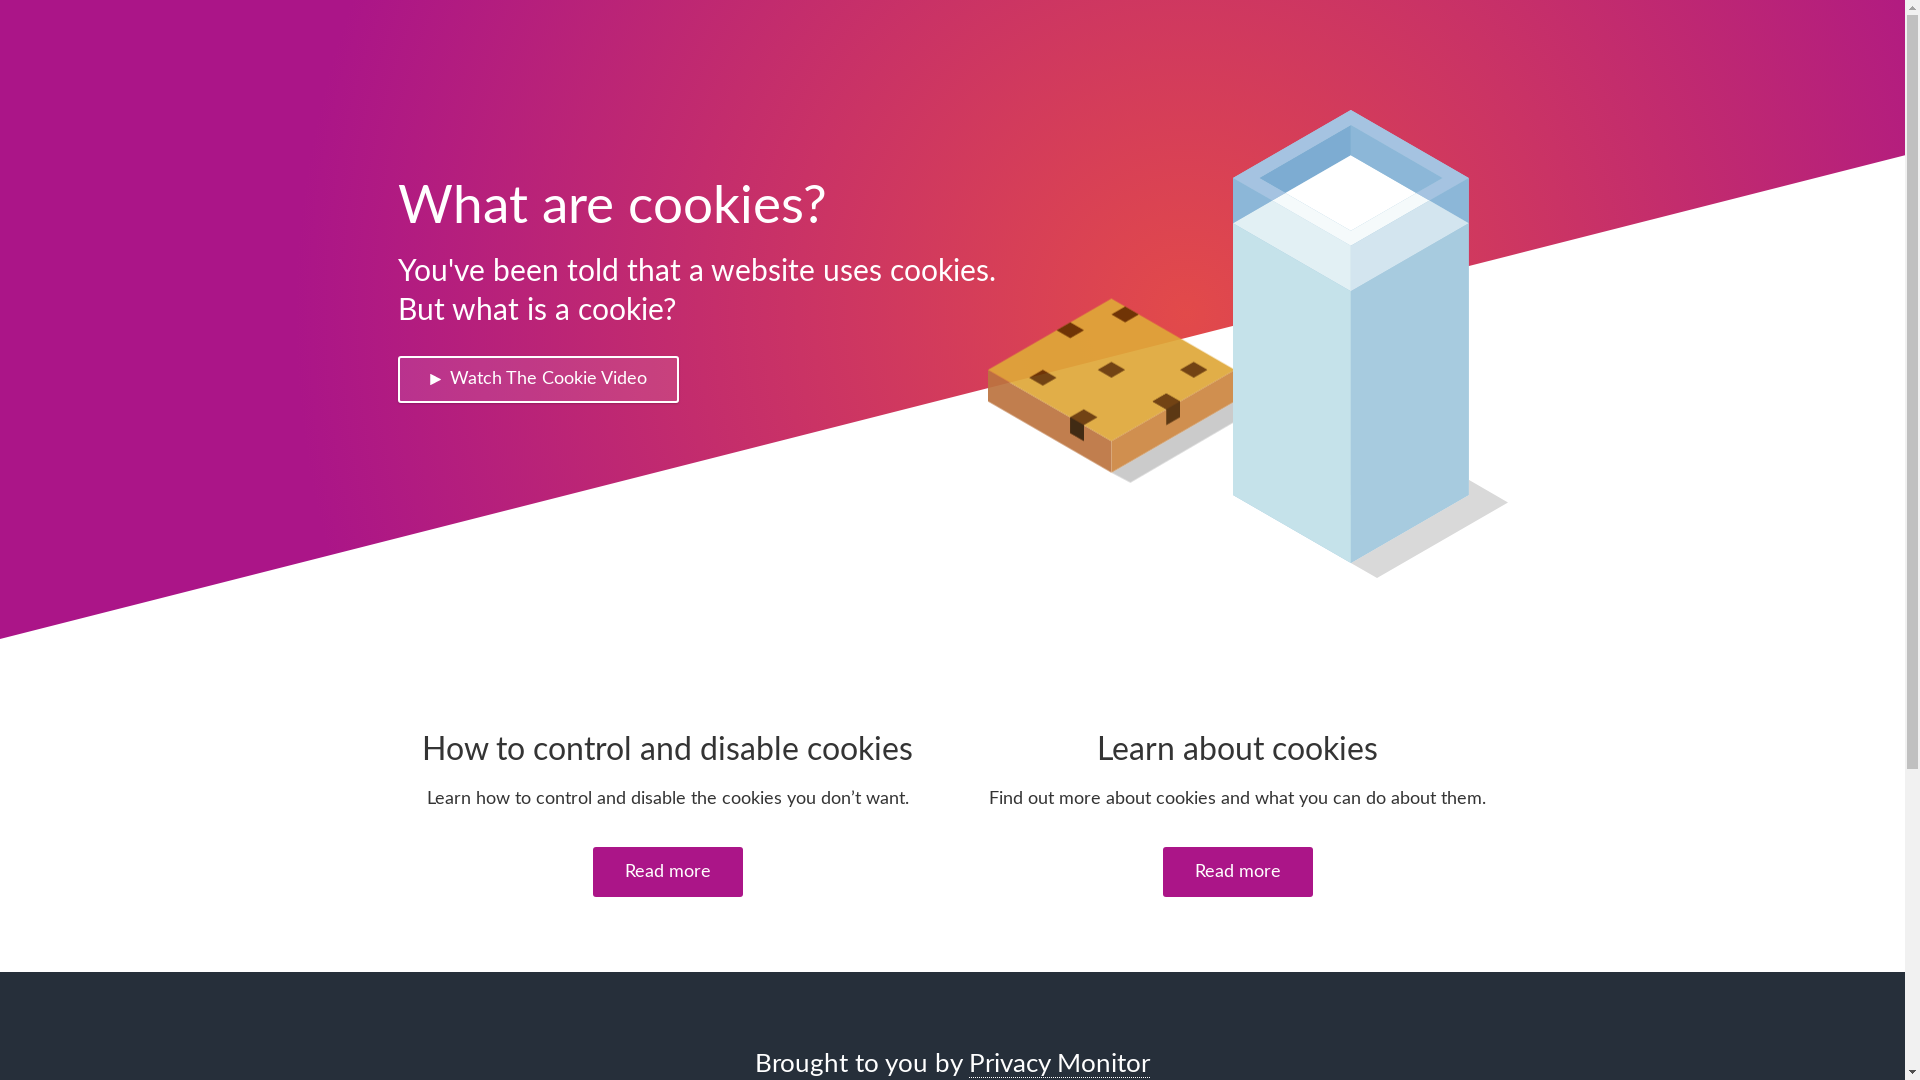 What are cookies?
You've been told that a website uses cookies.
But what is a cookie?
▶ Watch The Cookie Video
How to control and disable cookies
Learn how to control and disable the cookies you don’t want.
Read more
Learn about cookies
Find out more about cookies and what you can do about them.
Read more
Brought to you by Privacy Monitor